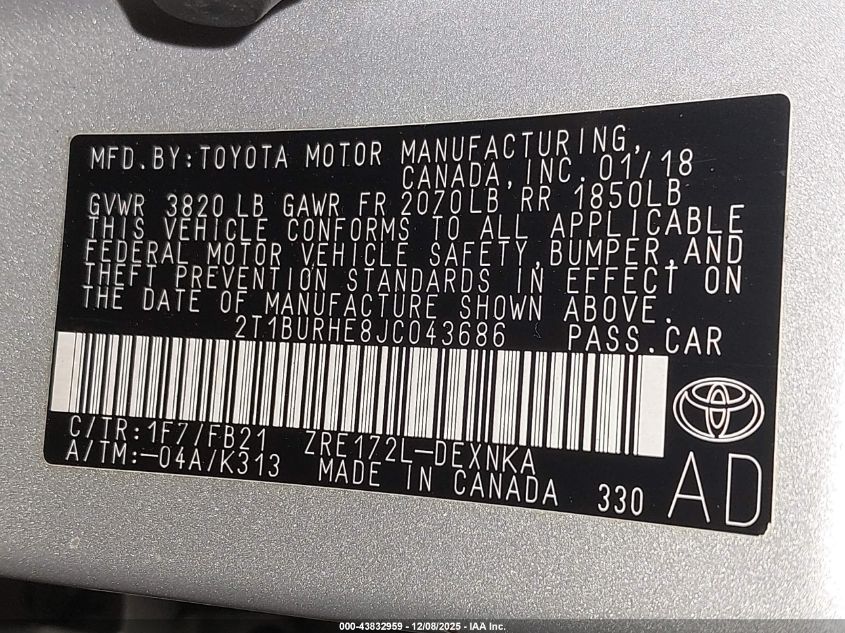 MFD.BY:TOYOTA MOTOR MANUFACTURING,
CANADA,INC. 01/18
GVWR 3820 LB GAWR FR 2070LB RR 1850LB
THIS VEHICLE CONFORMS TO ALL APPLICABLE
FEDERAL MOTOR VEHICLE SAFETY,BUMPER,AND
THEFT PREVENTION STANDARDS IN EFFECT ON
THE DATE OF MANUFACTURE SHOWN ABOVE.
2T1BURHE8JC043686 PASS.CAR
C/TR:1F7/FB21 ZRE172L-DEXNKA
A/TM:-04A/K313 MADE IN CANADA 330 AD
000-43832959 - 12/08/2025 - IAA Inc.